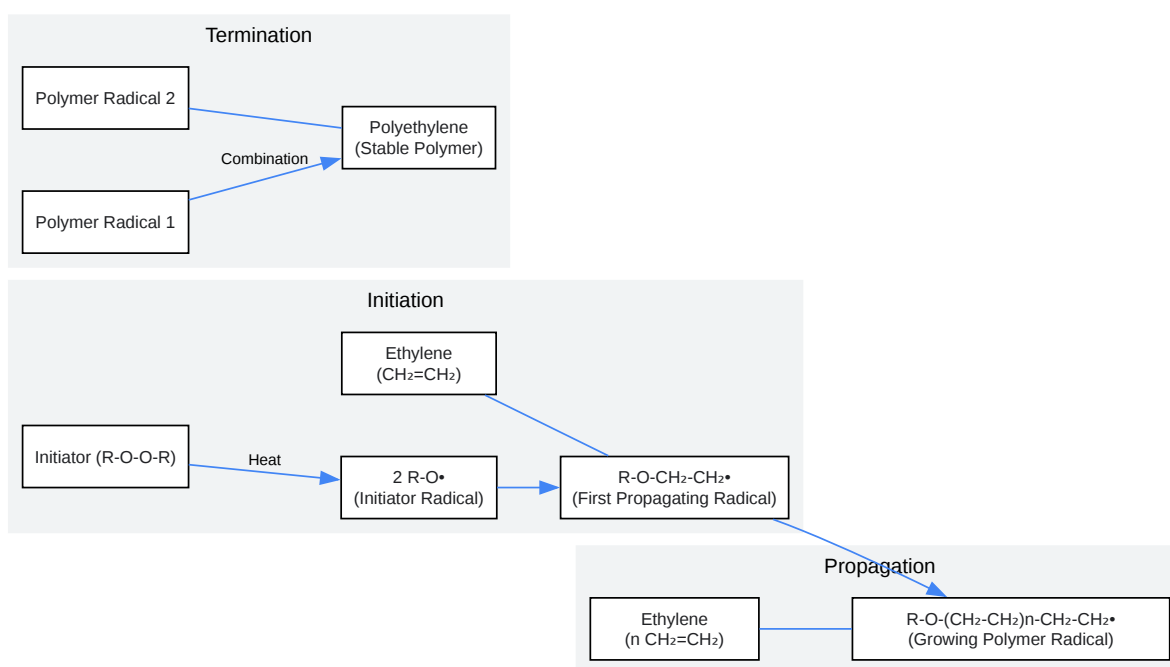 Termination
Polymer Radical 2
Polyethylene
(Stable Polymer)
Combination
Polymer Radical 1
Initiation
Ethylene
(CH₂=CH₂)
Initiator (R-O-O-R)
Heat
2 R-O•
(Initiator Radical)
R-O-CH₂-CH₂•
(First Propagating Radical)
Propagation
Ethylene
(n CH₂=CH₂)
R-O-(CH₂-CH₂)n-CH₂-CH₂•
(Growing Polymer Radical)